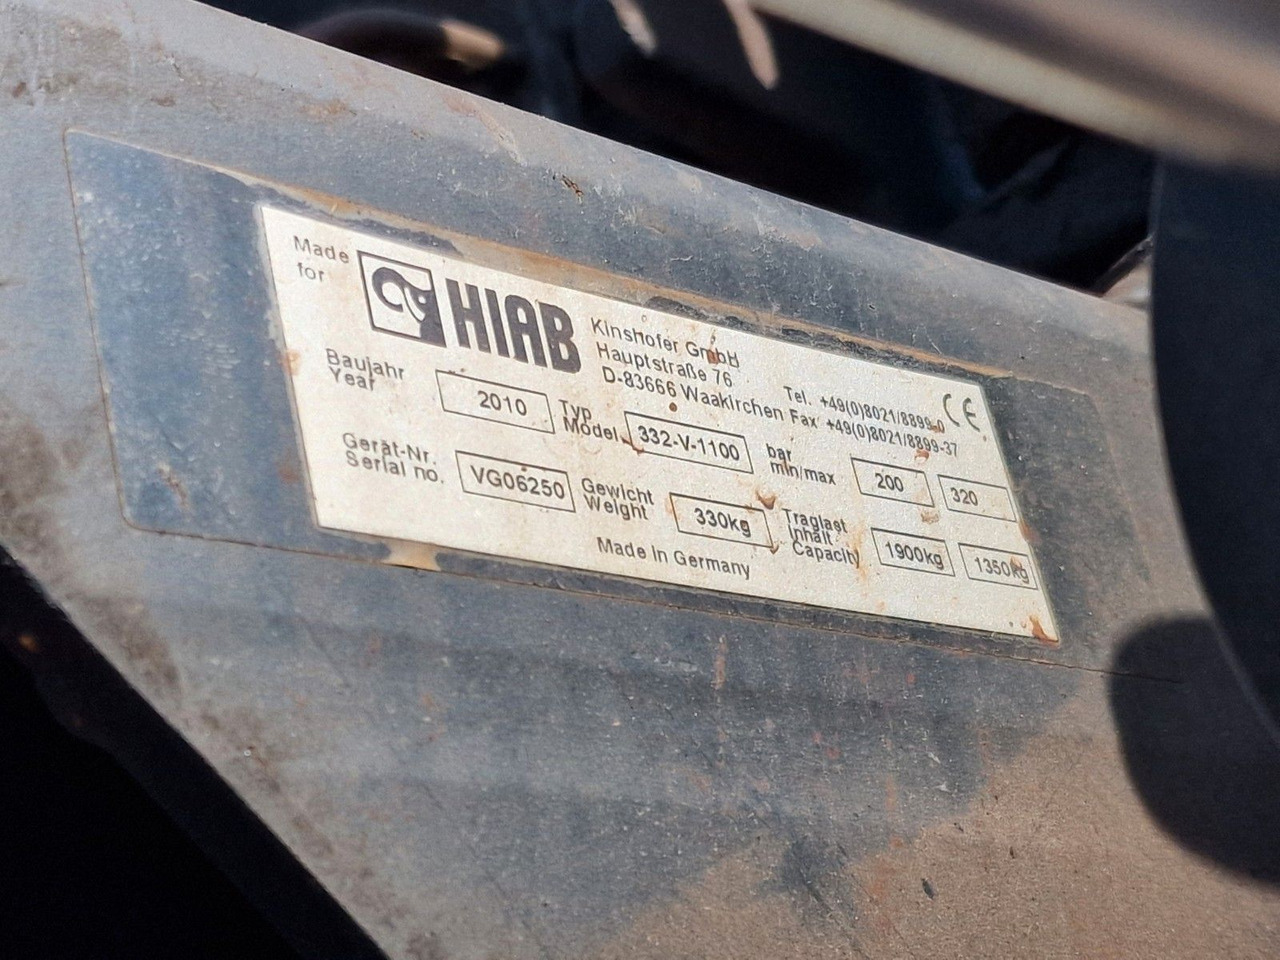 Made for
HIAB
Kinshofer GmbH
Hauptstraße 76
D-83666 Waakirchen
Tel. +49(0)8021/8899-0
Fax +49(0)8021/8899-37
CE
Baujahr
Year
2010
Typ
Model
332-V-1100
bar
min/max
200
320
Gerät-Nr.
Serial no.
VG06250
Gewicht
Weight
330kg
Traglast
Inhalt
Capacity
1900kg
1350kg
Made in Germany